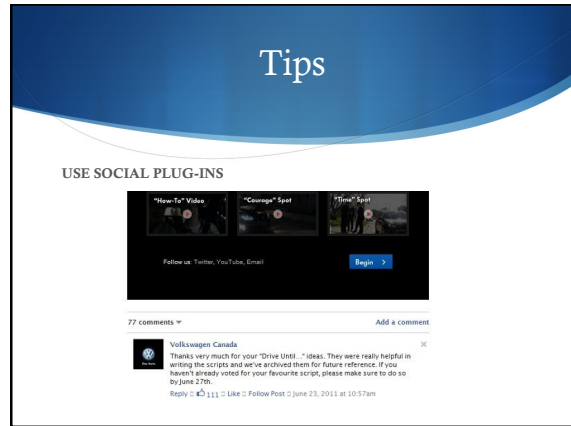 Tips
USE SOCIAL PLUG-INS
"How-To" Video "Courage" Spot "Time" Spot
Follow us: Twitter, YouTube, Email Begin >
77 comments Add a comment
Volkswagen Canada
Thanks very much for your "Drive Until..." ideas. They were really helpful in
writing the scripts and we've archived them for future reference. If you
haven't already voted for your favourite script, please make sure to do so
by June 27th.
Reply 111 Like Follow Post June 23, 2011 at 10:57am